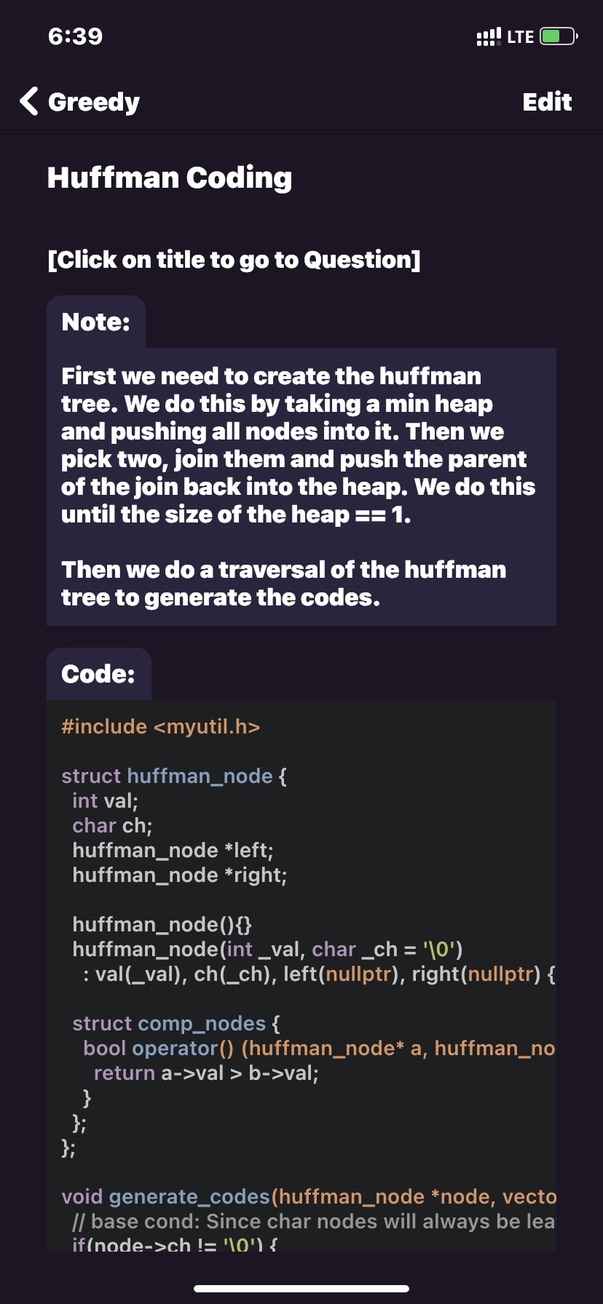 6:39
LTE
Greedy
Edit
Huffman Coding
[Click on title to go to Question]
Note:
First we need to create the huffman
tree. We do this by taking a min heap
and pushing all nodes into it. Then we
pick two, join them and push the parent
of the join back into the heap. We do this
until the size of the heap == 1.
Then we do a traversal of the huffman
tree to generate the codes.
Code:
#include <myutil.h>
struct huffman_node {
int val;
char ch;
huffman_node *left;
huffman_node *right;
huffman_node(){}
huffman_node(int _val, char _ch = '\0')
: val(_val), ch(_ch), left(nullptr), right(nullptr) {
struct comp_nodes {
bool operator() (huffman_node* a, huffman_no
return a->val > b->val;
}
};
};
void generate_codes(huffman_node *node, vecto
// base cond: Since char nodes will always be lea
if(node->ch != '\0') {